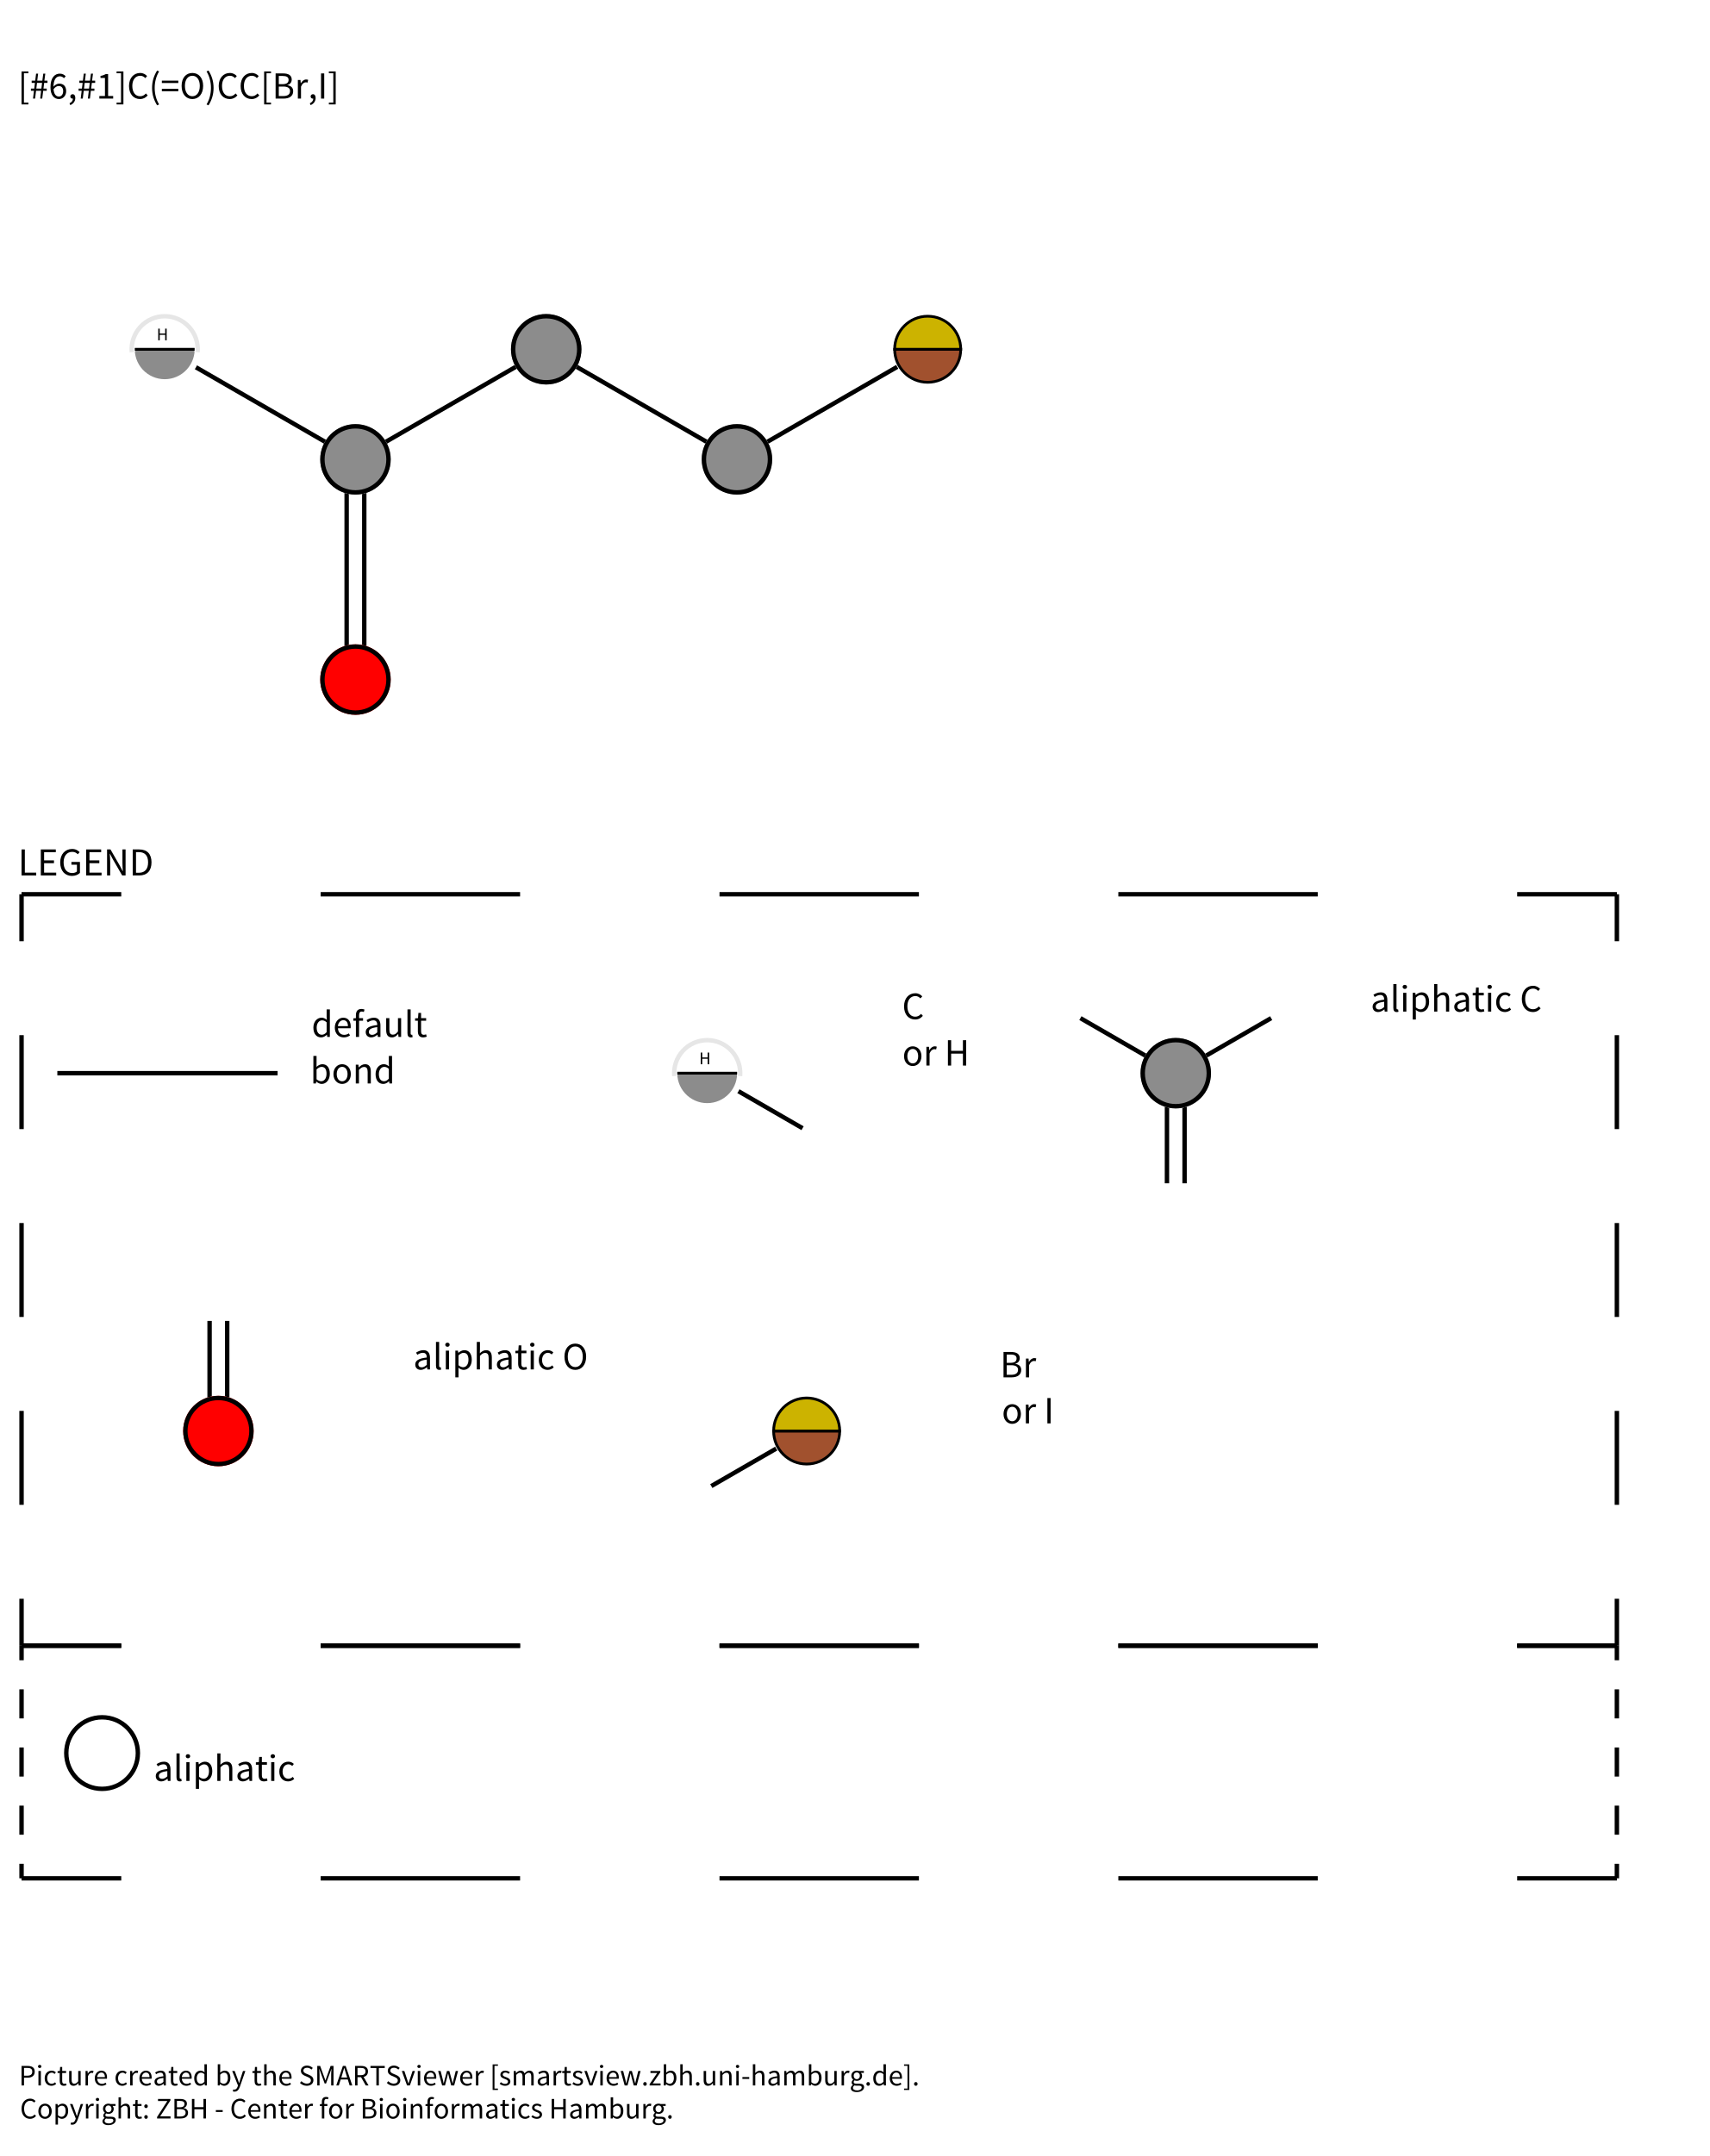 [#6,#1]C(=O)CC[Br,I]
H
LEGEND
default
bond
H
C
or H
aliphatic C
aliphatic O
Br
or I
aliphatic
Picture created by the SMARTSviewer [smartsview.zbh.uni-hamburg.de].
Copyright: ZBH - Center for Bioinformatics Hamburg.